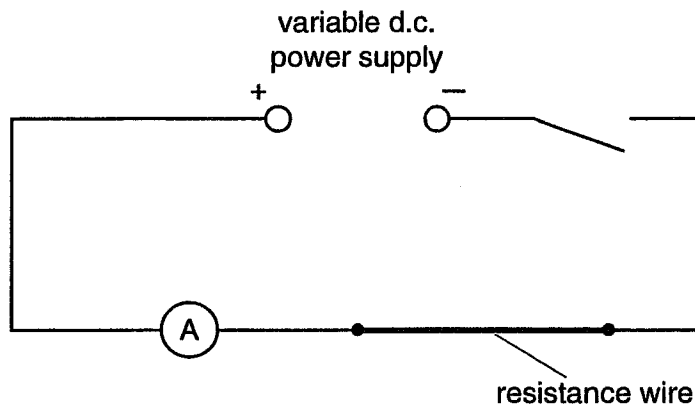 variable d.c.
power supply
+ −
A
resistance wire